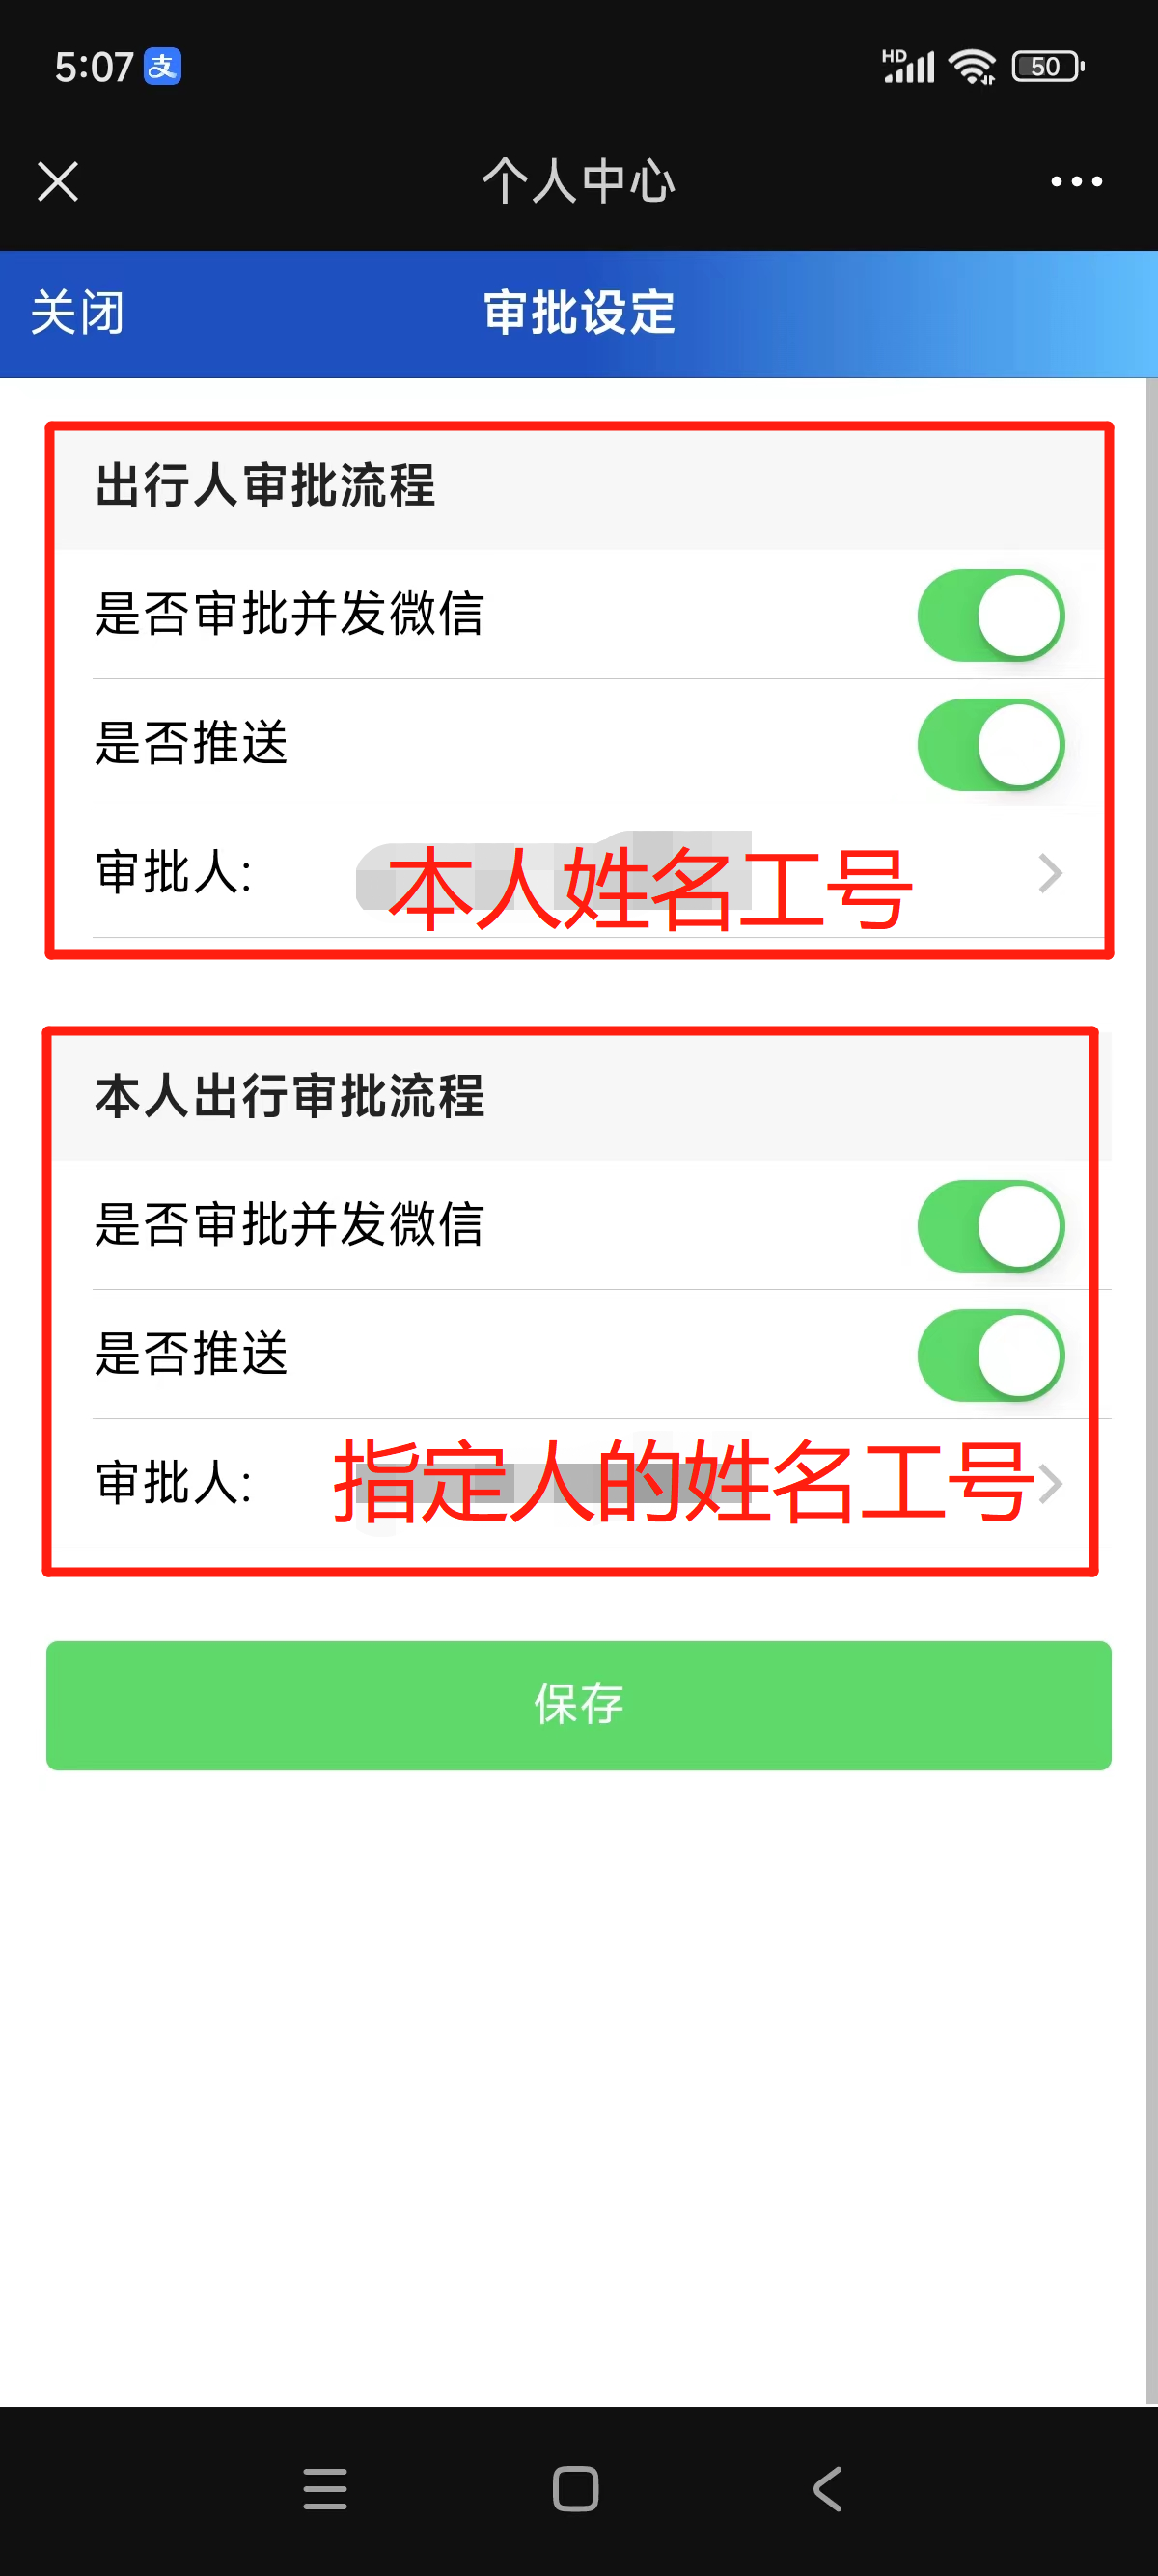 5:07 支 HD 50
个人中心
关闭 审批设定
出行人审批流程
是否审批并发微信
是否推送
审批人: 本人姓名工号
本人出行审批流程
是否审批并发微信
是否推送
审批人: 指定人的姓名工号
保存